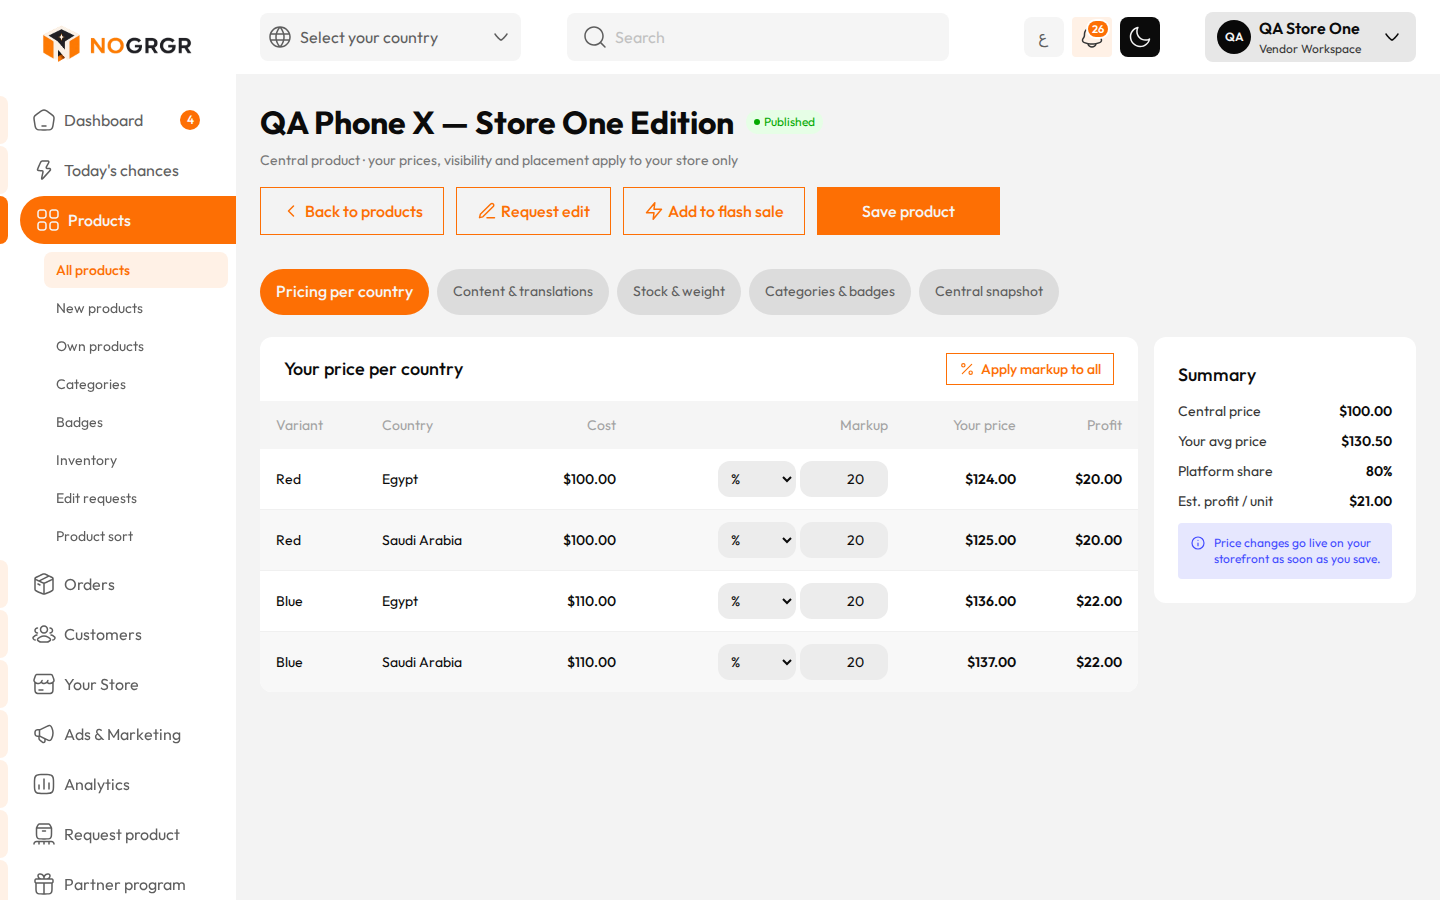 NOGRGR
Select your country
Search
ع
26
QA
QA Store One
Vendor Workspace
Dashboard
4
Today's chances
Products
All products
New products
Own products
Categories
Badges
Inventory
Edit requests
Product sort
Orders
Customers
Your Store
Ads & Marketing
Analytics
Request product
Partner program
QA Phone X — Store One Edition
Published
Central product · your prices, visibility and placement apply to your store only
Back to products
Request edit
Add to flash sale
Save product
Pricing per country
Content & translations
Stock & weight
Categories & badges
Central snapshot
Your price per country
Apply markup to all
Variant Country Cost Markup Your price Profit
Red Egypt $100.00 % 20 $124.00 $20.00
Red Saudi Arabia $100.00 % 20 $125.00 $20.00
Blue Egypt $110.00 % 20 $136.00 $22.00
Blue Saudi Arabia $110.00 % 20 $137.00 $22.00
Summary
Central price $100.00
Your avg price $130.50
Platform share 80%
Est. profit / unit $21.00
Price changes go live on your
storefront as soon as you save.